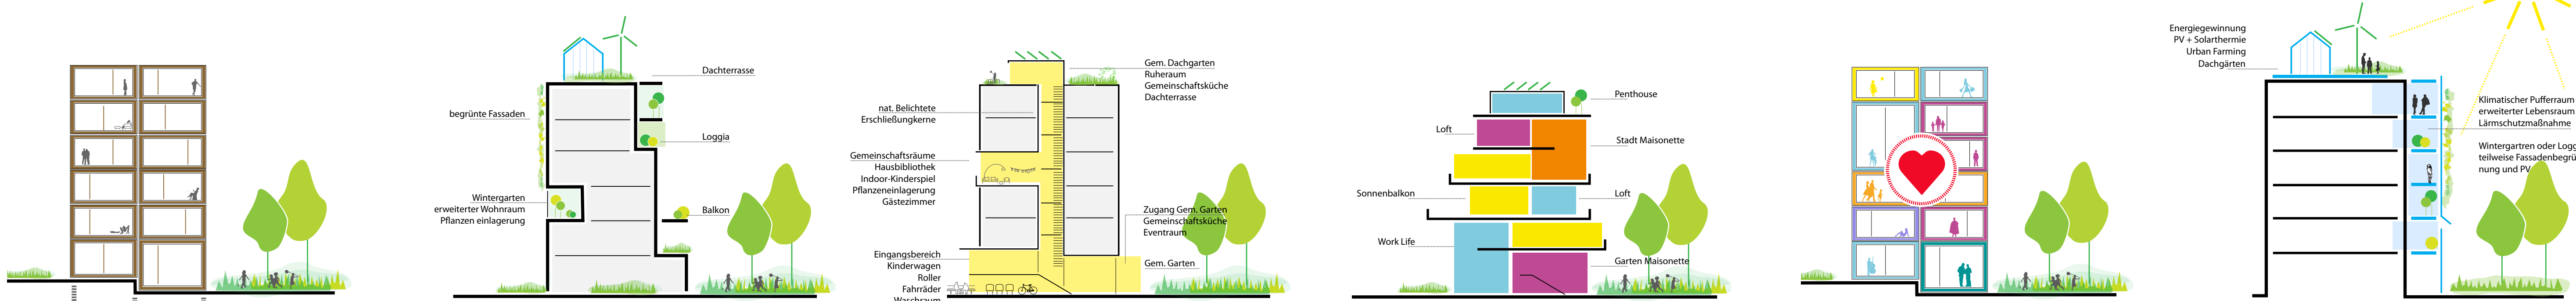 Dachterrasse
begrünte Fassaden
Loggia
Wintergarten
erweiterter Wohnraum
Pflanzen einlagerung
Balkon
Gem. Dachgarten
Ruheraum
Gemeinschaftsküche
Dachterrasse
nat. Belichtete
Erschließungkerne
Gemeinschaftsräume
Hausbibliothek
Indoor-Kinderspiel
Pflanzeneinlagerung
Gästezimmer
Zugang Gem. Garten
Gemeinschaftsküche
Eventraum
Eingangsbereich
Kinderwagen
Roller
Fahrräder
Waschraum
Gem. Garten
Penthouse
Loft
Stadt Maisonette
Sonnenbalkon
Loft
Work Life
Garten Maisonette
Energiegewinnung
PV + Solarthermie
Urban Farming
Dachgärten
Klimatischer Pufferraum
erweiterter Lebensraum
Lärmschutzmaßnahme
Wintergartren oder Logg
teilweise Fassadenbegrü
nung und PV